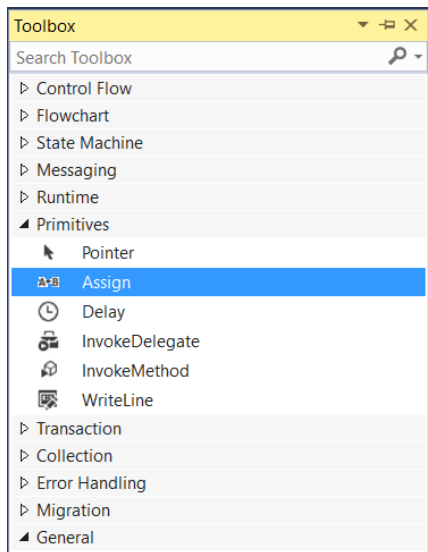 Toolbox
Search Toolbox
Control Flow
Flowchart
State Machine
Messaging
Runtime
Primitives
Pointer
A+B Assign
Delay
InvokeDelegate
InvokeMethod
WriteLine
Transaction
Collection
Error Handling
Migration
General